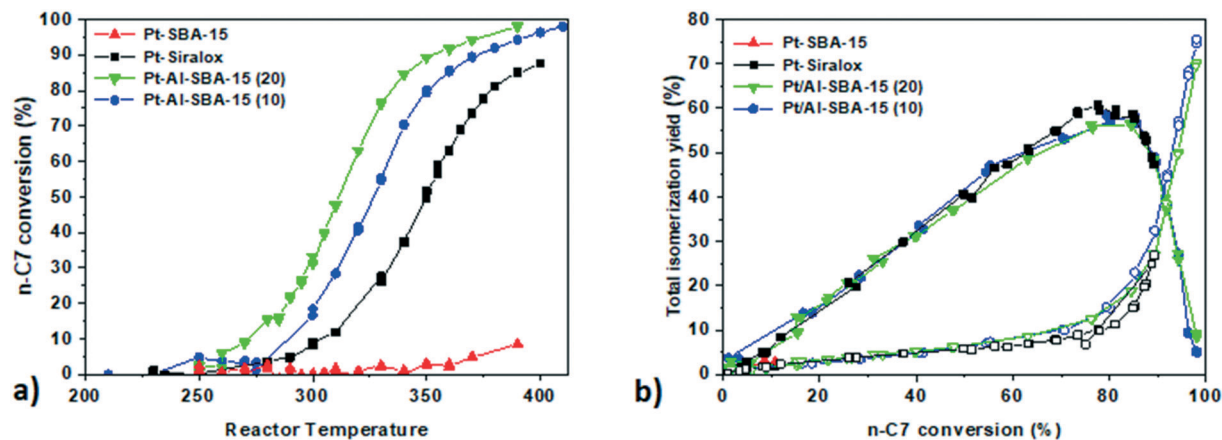 100
90
80
70
60
50
40
30
20
10
0
n-C7 conversion (%)
Pt-SBA-15
Pt-Siralox
Pt-Al-SBA-15 (20)
Pt-Al-SBA-15 (10)
200 250 300 350 400
Reactor Temperature
a)
80
70
60
50
40
30
20
10
0
Total isomerization yield (%)
Pt-SBA-15
Pt-Siralox
Pt/Al-SBA-15 (20)
Pt/Al-SBA-15 (10)
0 20 40 60 80 100
n-C7 conversion (%)
b)